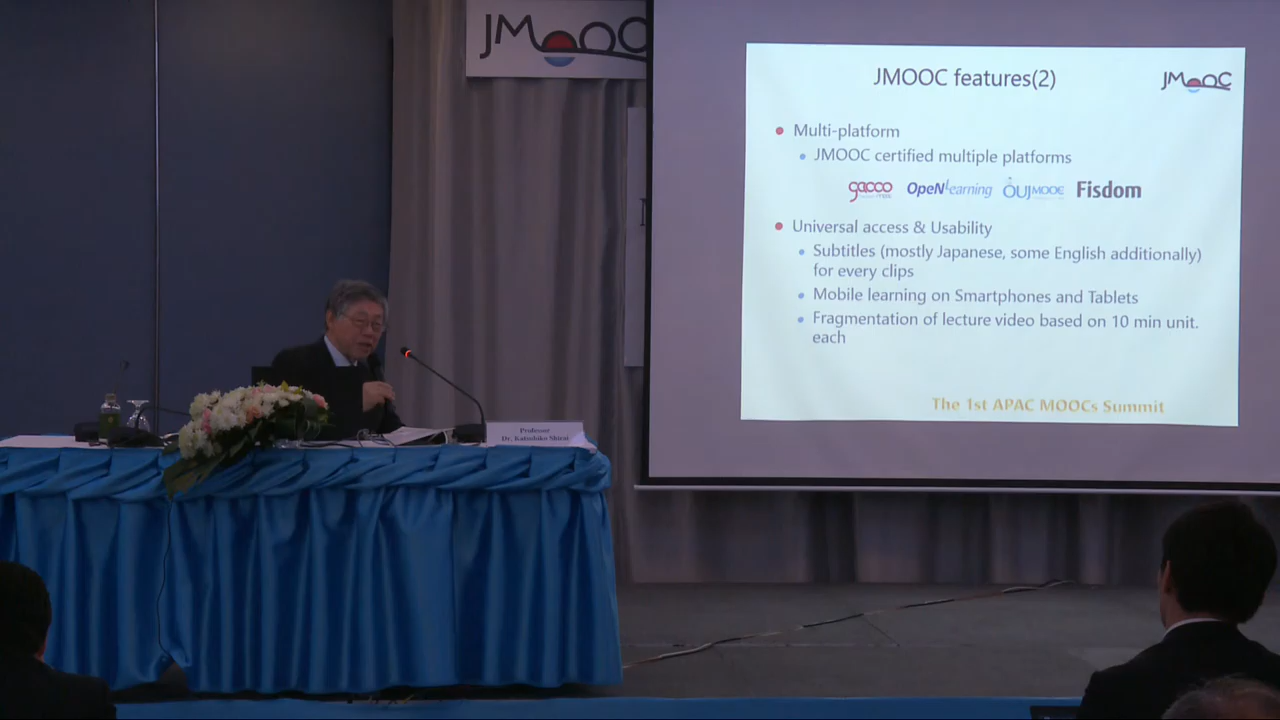 JMOOC
JMOOC features(2)
JMOOC
Multi-platform
JMOOC certified multiple platforms
gacco OpeNLearning OUJMOOC Fisdom
Universal access & Usability
Subtitles (mostly Japanese, some English additionally)
for every clips
Mobile learning on Smartphones and Tablets
Fragmentation of lecture video based on 10 min unit.
each
The 1st APAC MOOCs Summit
Professor
Dr. Katsuhiko Shirai